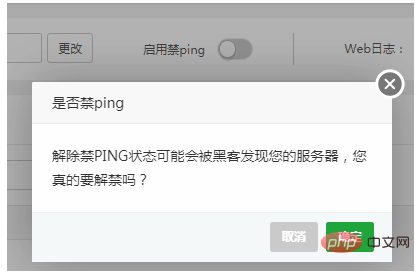 更改
启用禁ping
Web日志：
是否禁ping
解除禁PING状态可能会被黑客发现您的服务器，您
真的要解禁吗？
取消
确定
php 中文网